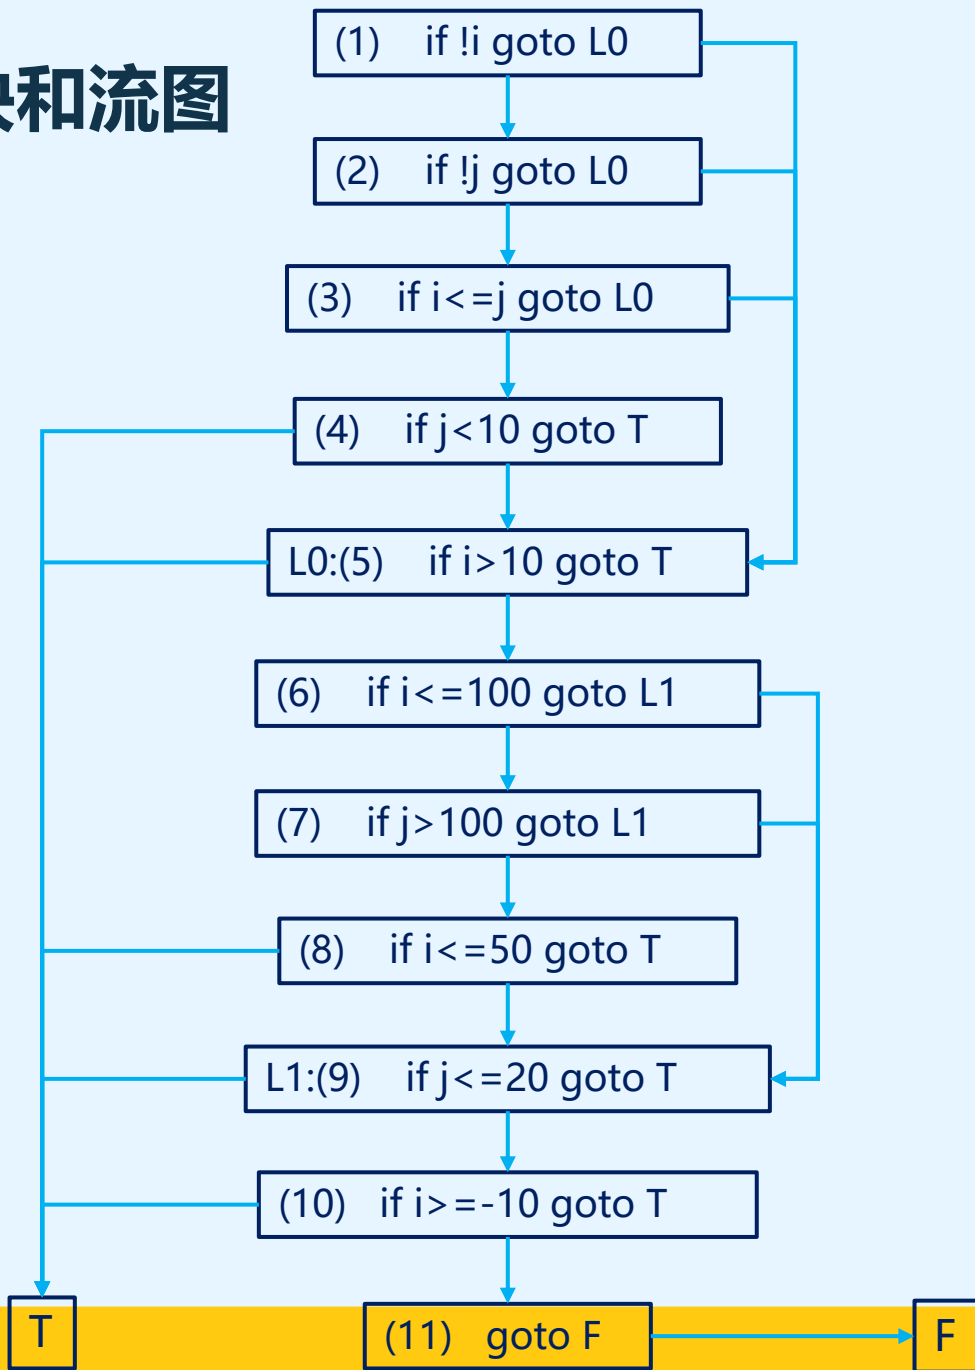 (1) if !i goto L0
块和流图
(2) if !j goto L0
(3) if i<=j goto L0
(4) if j<10 goto T
L0:(5) if i>10 goto T
(6) if i<=100 goto L1
(7) if j>100 goto L1
(8) if i<=50 goto T
L1:(9) if j<=20 goto T
(10) if i>=-10 goto T
T
(11) goto F
F